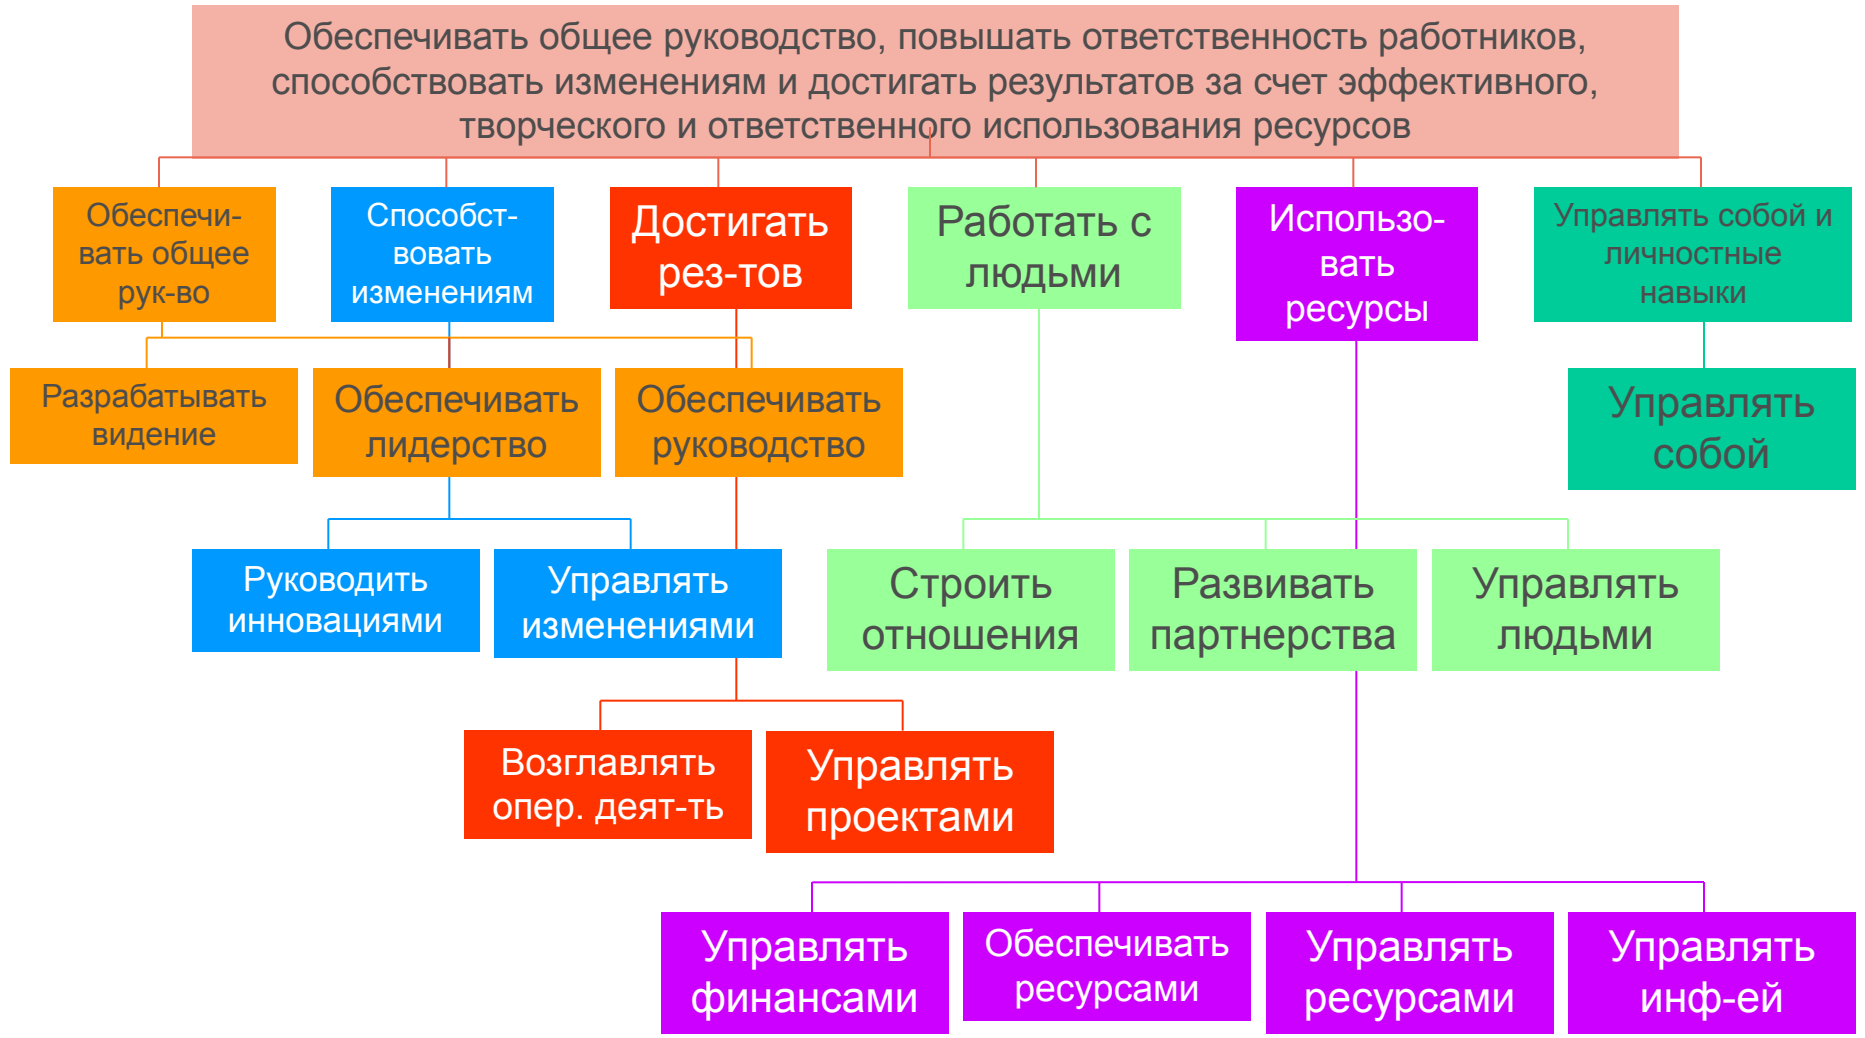 Обеспечивать общее руководство, повышать ответственность работников,
способствовать изменениям и достигать результатов за счет эффективного,
творческого и ответственного использования ресурсов
Обеспечи-
вать общее
рук-во
Способст-
вовать
изменениям
Достигать
рез-тов
Работать с
людьми
Использо-
вать
ресурсы
Управлять собой и
личностные
навыки
Разрабатывать
видение
Обеспечивать
лидерство
Обеспечивать
руководство
Управлять
собой
Руководить
инновациями
Управлять
изменениями
Строить
отношения
Развивать
партнерства
Управлять
людьми
Возглавлять
опер. деят-ть
Управлять
проектами
Управлять
финансами
Обеспечивать
ресурсами
Управлять
ресурсами
Управлять
инф-ей